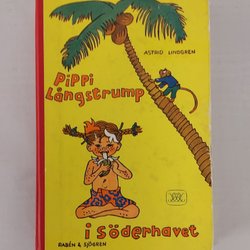 ASTRID LINDGREN
Pippi
Långstrump
i Söderhavet
RABÉN & SJÖGREN